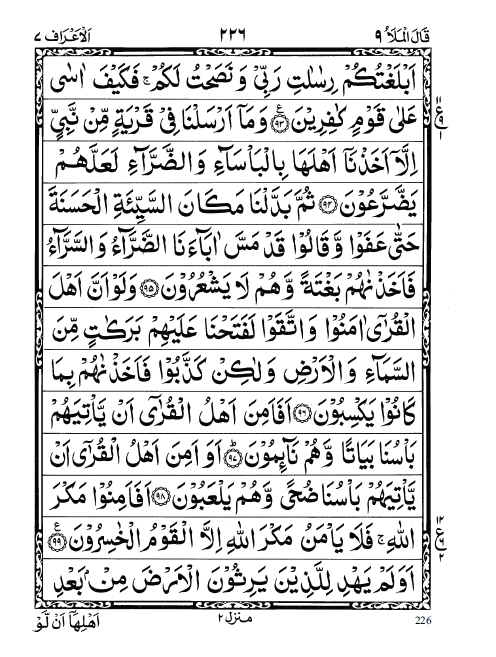 قَالَ الْمَلَاُ ٩ ٢٢٦ اَلْاَعْرَاف ٧
اَبْلَغْتُكُمْ رِسٰلٰتِ رَبِّيْ وَ نَصَحْتُ لَكُمْ ۚ فَكَيْفَ اٰسٰى
عَلٰى قَوْمٍ كٰفِرِيْنَ ﴿٩٣﴾ وَ مَاۤ اَرْسَلْنَا فِيْ قَرْيَةٍ مِّنْ نَّبِيٍّ
اِلَّاۤ اَخَذْنَاۤ اَهْلَهَا بِالْبَاْسَآءِ وَ الضَّرَّآءِ لَعَلَّهُمْ
يَضَّرَّعُوْنَ ﴿٩٤﴾ ثُمَّ بَدَّلْنَا مَكَانَ السَّيِّئَةِ الْحَسَنَةَ
حَتّٰى عَفَوْا وَّ قَالُوْا قَدْ مَسَّ اٰبَآءَنَا الضَّرَّآءُ وَ السَّرَّآءُ
فَاَخَذْنٰهُمْ بَغْتَةً وَّ هُمْ لَا يَشْعُرُوْنَ ﴿٩٥﴾ وَ لَوْ اَنَّ اَهْلَ
الْقُرٰۤى اٰمَنُوْا وَ اتَّقَوْا لَفَتَحْنَا عَلَيْهِمْ بَرَكٰتٍ مِّنَ
السَّمَآءِ وَ الْاَرْضِ وَ لٰكِنْ كَذَّبُوْا فَاَخَذْنٰهُمْ بِمَا
كَانُوْا يَكْسِبُوْنَ ﴿٩٦﴾ اَفَاَمِنَ اَهْلُ الْقُرٰۤى اَنْ يَّاْتِيَهُمْ
بَاْسُنَا بَيَاتًا وَّ هُمْ نَآئِمُوْنَ ﴿٩٧﴾ اَوَ اَمِنَ اَهْلُ الْقُرٰۤى اَنْ
يَّاْتِيَهُمْ بَاْسُنَا ضُحًى وَّ هُمْ يَلْعَبُوْنَ ﴿٩٨﴾ اَفَاَمِنُوْا مَكْرَ
اللّٰهِ ۚ فَلَا يَاْمَنُ مَكْرَ اللّٰهِ اِلَّا الْقَوْمُ الْخٰسِرُوْنَ ﴿٩٩﴾
اَوَ لَمْ يَهْدِ لِلَّذِيْنَ يَرِثُوْنَ الْاَرْضَ مِنْۢ بَعْدِ
226 منزل ٢ اَهْلِهَاۤ اَنْ لَّوْ